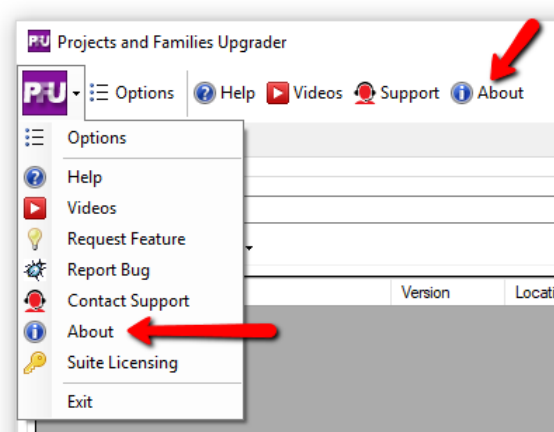 PFU Projects and Families Upgrader
PFU Options Help Videos Support About
Options
Help
Videos
Request Feature
Report Bug
Version Locati
Contact Support
About
Suite Licensing
Exit